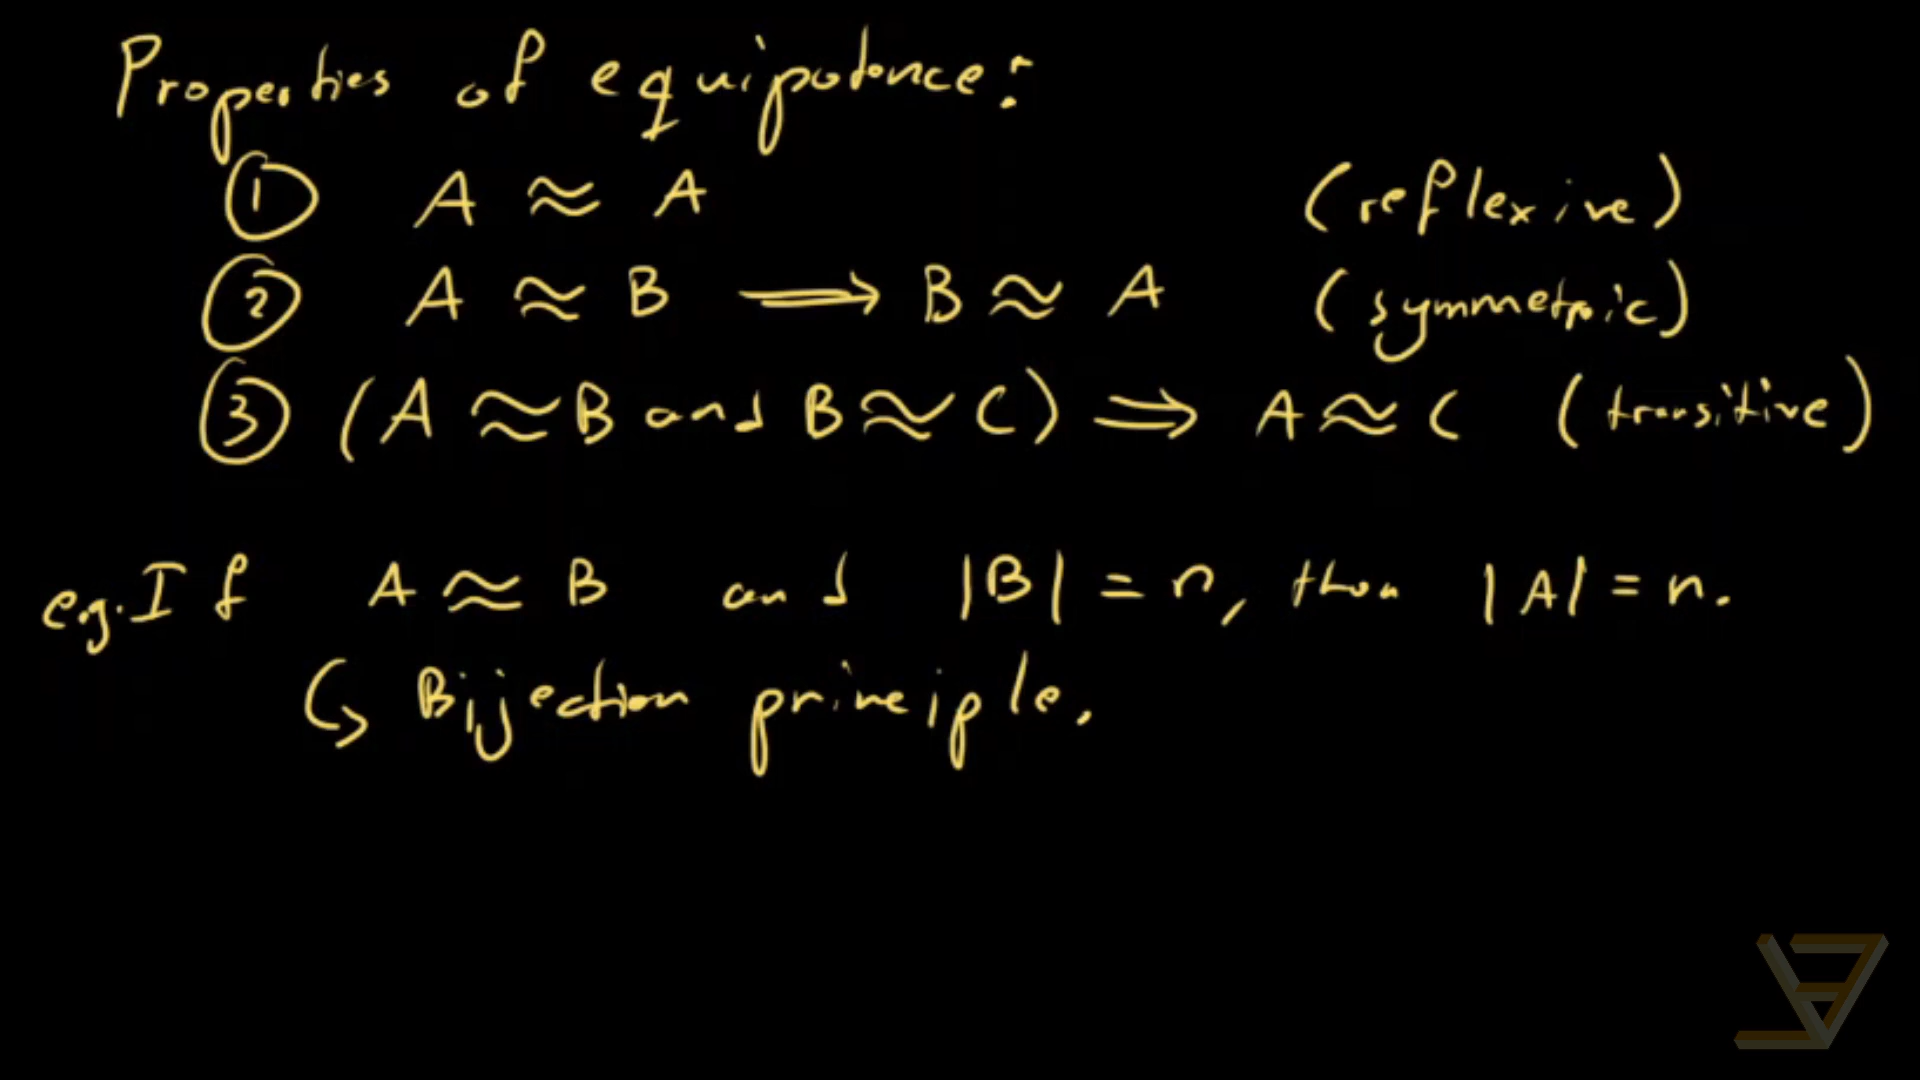 Properties of equipotence:
① A ≈ A (reflexive)
② A ≈ B ⟹ B ≈ A (symmetric)
③ (A ≈ B and B ≈ C) ⟹ A ≈ C (transitive)
e.g. If A ≈ B and |B| = n, then |A| = n.
↳ Bijection principle.